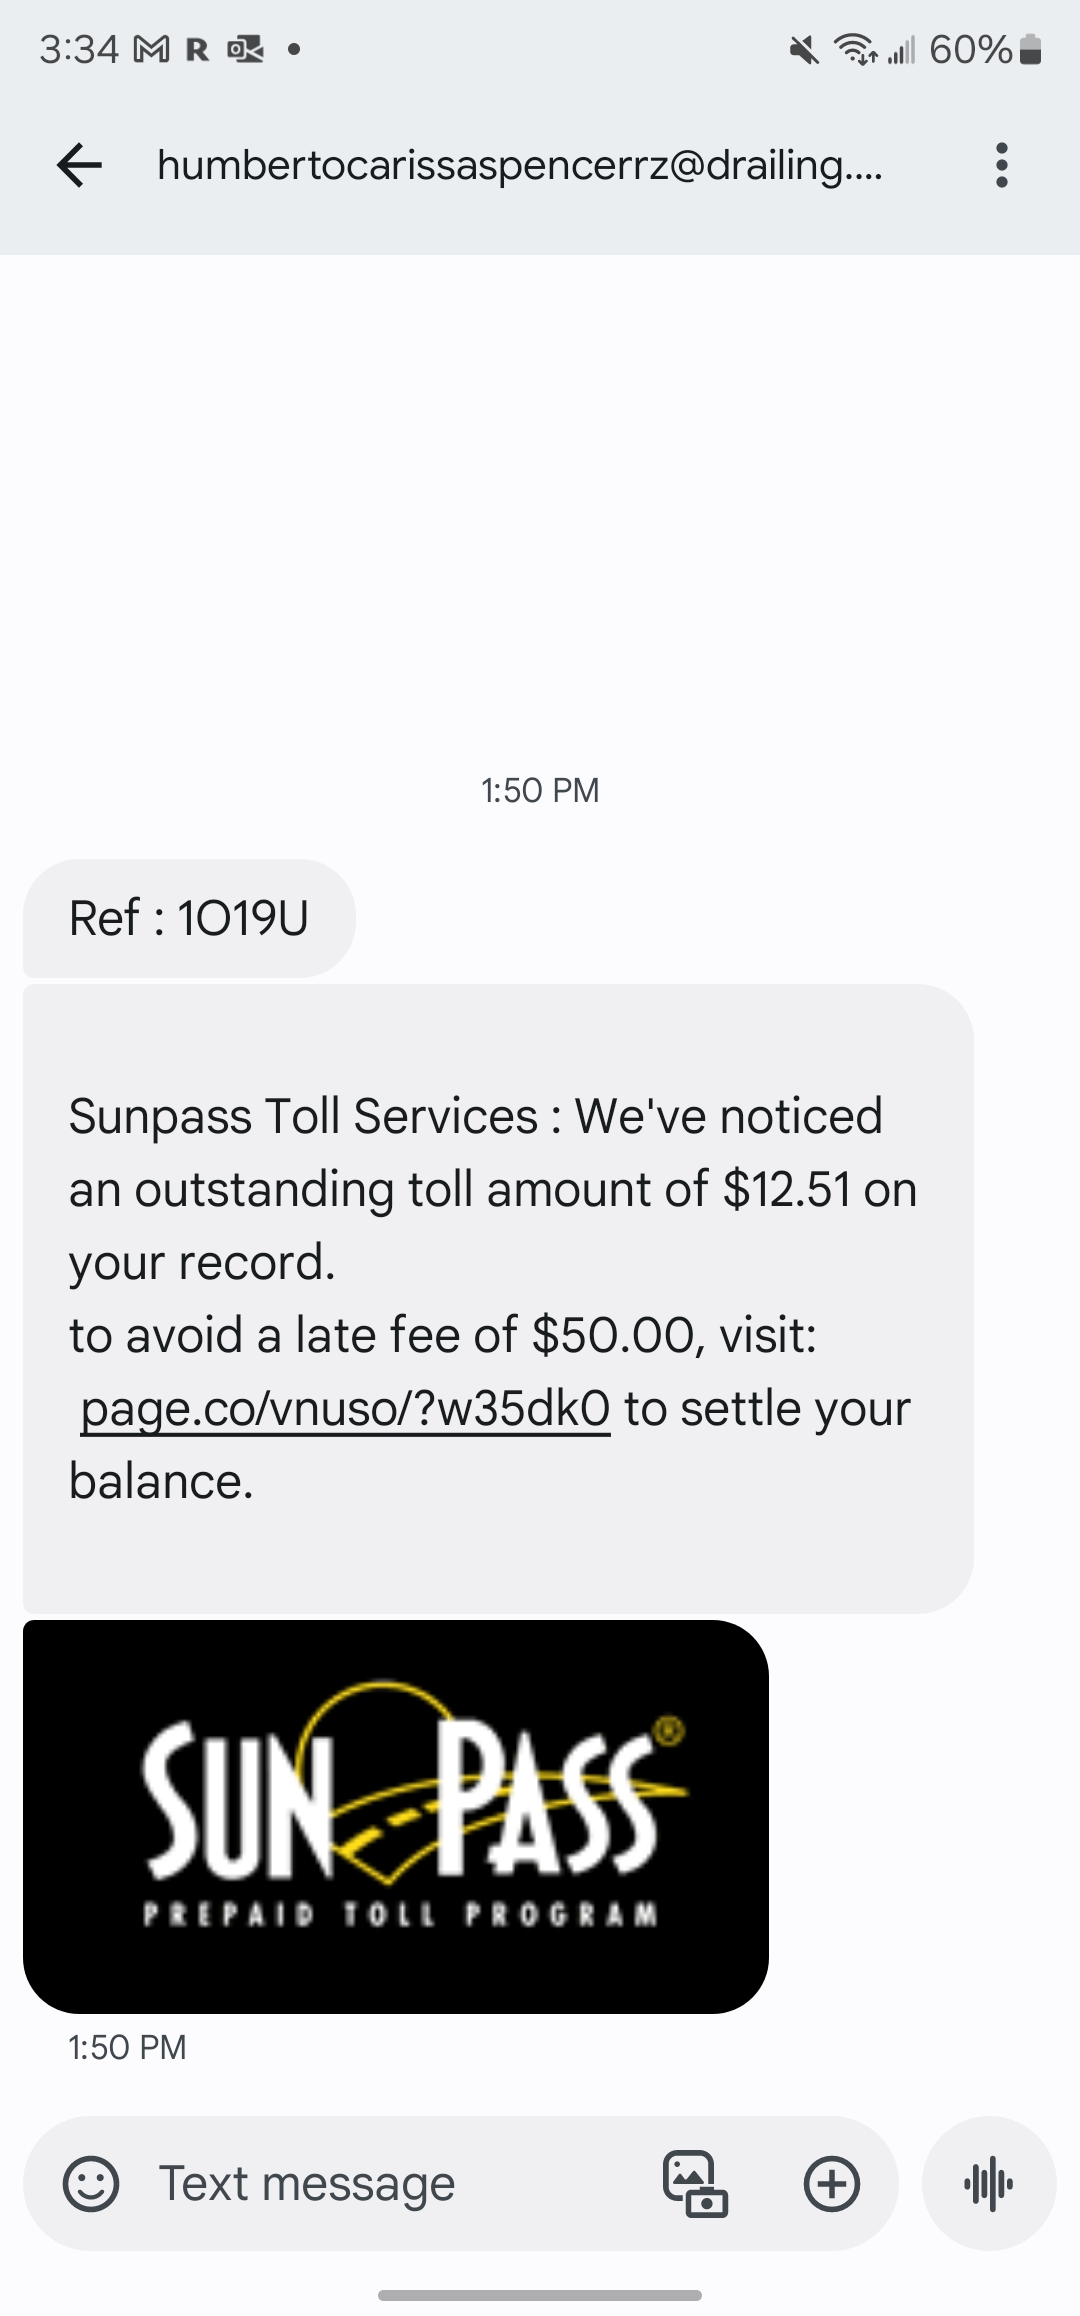 3:34 60%
humbertocarissaspencerrz@drailing....
1:50 PM
Ref : 1O19U
Sunpass Toll Services : We've noticed
an outstanding toll amount of $12.51 on
your record.
to avoid a late fee of $50.00, visit:
page.co/vnuso/?w35dk0 to settle your
balance.
SUNPASS®
PREPAID TOLL PROGRAM
1:50 PM
Text message